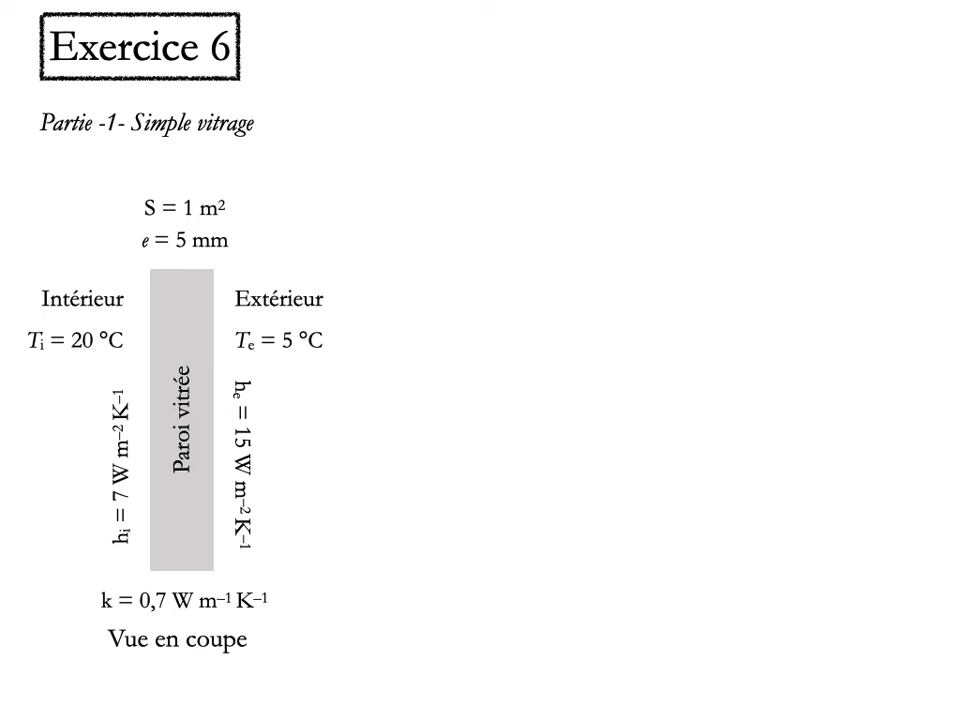 Exercice 6
Partie -1- Simple vitrage
S = 1 m²
e = 5 mm
Intérieur
Extérieur
Tᵢ = 20 °C
Tₑ = 5 °C
hᵢ = 7 W m⁻² K⁻¹
Paroi vitrée
hₑ = 15 W m⁻² K⁻¹
k = 0,7 W m⁻¹ K⁻¹
Vue en coupe